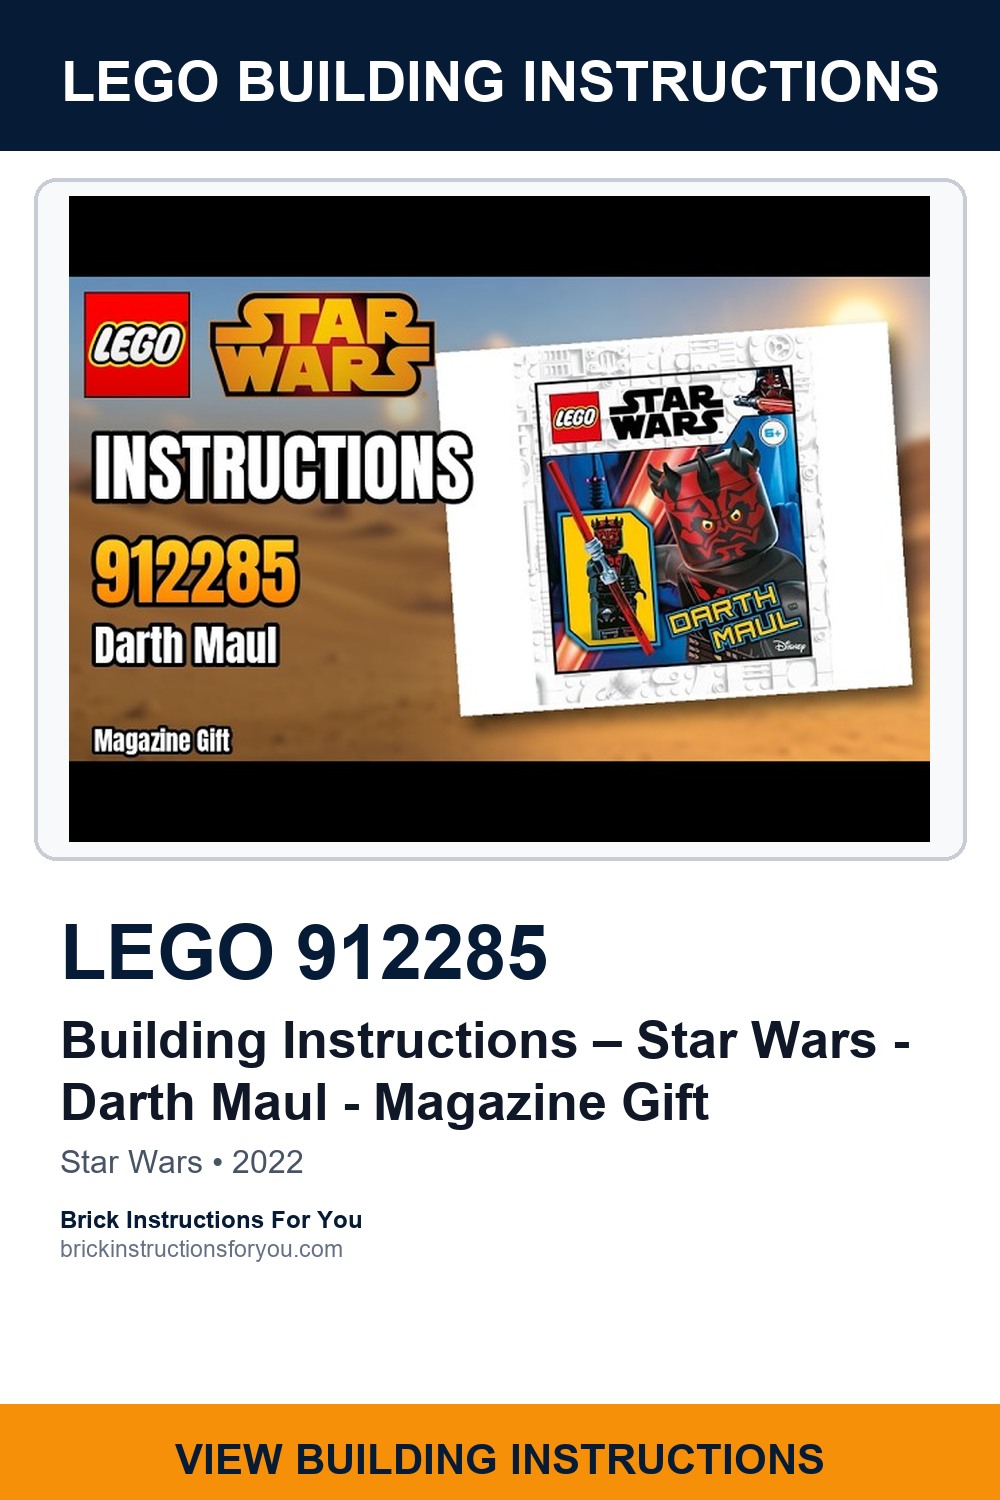 LEGO BUILDING INSTRUCTIONS
LEGO
STAR
WARS
INSTRUCTIONS
912285
Darth Maul
Magazine Gift
LEGO
STAR
WARS
6+
DARTH
MAUL
Disney
LEGO 912285
Building Instructions – Star Wars -
Darth Maul - Magazine Gift
Star Wars • 2022
Brick Instructions For You
brickinstructionsforyou.com
VIEW BUILDING INSTRUCTIONS